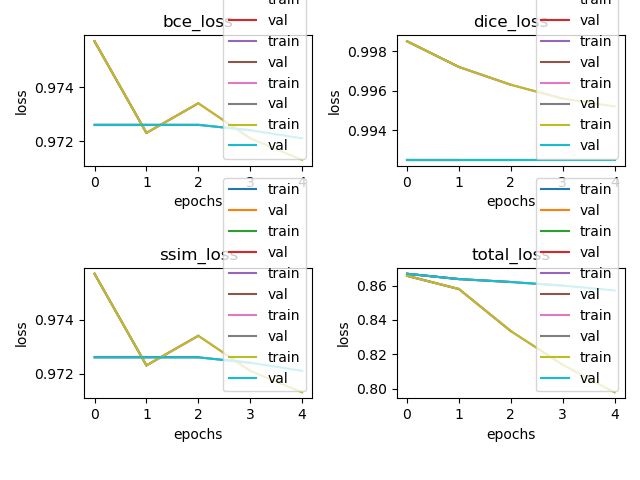 bce_loss
loss
0.974
0.972
0 1 2 3 4
epochs
train
val
train
val
train
val
train
val
dice_loss
loss
0.998
0.996
0.994
0 1 2 3 4
epochs
train
val
train
val
train
val
train
val
ssim_loss
loss
0.974
0.972
0 1 2 3 4
epochs
train
val
train
val
train
val
train
val
train
val
total_loss
loss
0.86
0.84
0.82
0.80
0 1 2 3 4
epochs
train
val
train
val
train
val
train
val
train
val